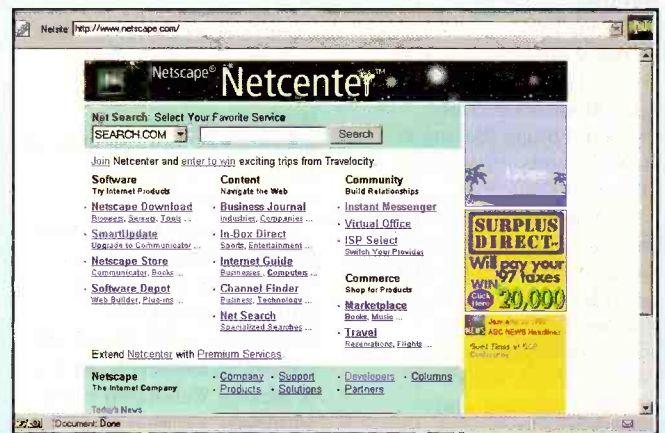 Netsite http://www.netscape.com/
Netscape® Netcenter™
Net Search: Select Your Favorite Service
SEARCH.COM Search
Join Netcenter and enter to win exciting trips from Travelocity.
Software
Try Internet Products
Netscape Download
Browsers, Servers, Tools ...
SmartUpdate
Upgrade to Communicator ...
Netscape Store
Communicator, Books ...
Software Depot
Web Builder, Plug-ins ...
Content
Navigate the Web
Business Journal
Industries, Companies ...
In-Box Direct
Sports, Entertainment ...
Internet Guide
Businesses, Computers ...
Channel Finder
Business, Technology ...
Net Search
Specialized Searches ...
Community
Build Relationships
Instant Messenger
Virtual Office
ISP Select
Switch Your Provider
Commerce
Shop for Products
Marketplace
Books, Music ...
Travel
Reservations, Flights ...
SURPLUS
DIRECT
Will pay your
'97 taxes
WIN
Click
Here
20,000
NEWS
ABC NEWS Headlines
Extend Netcenter with Premium Services.
Netscape
The Internet Company
Company · Support
Products · Solutions
Developers · Columns
Partners
Today's News
Document: Done